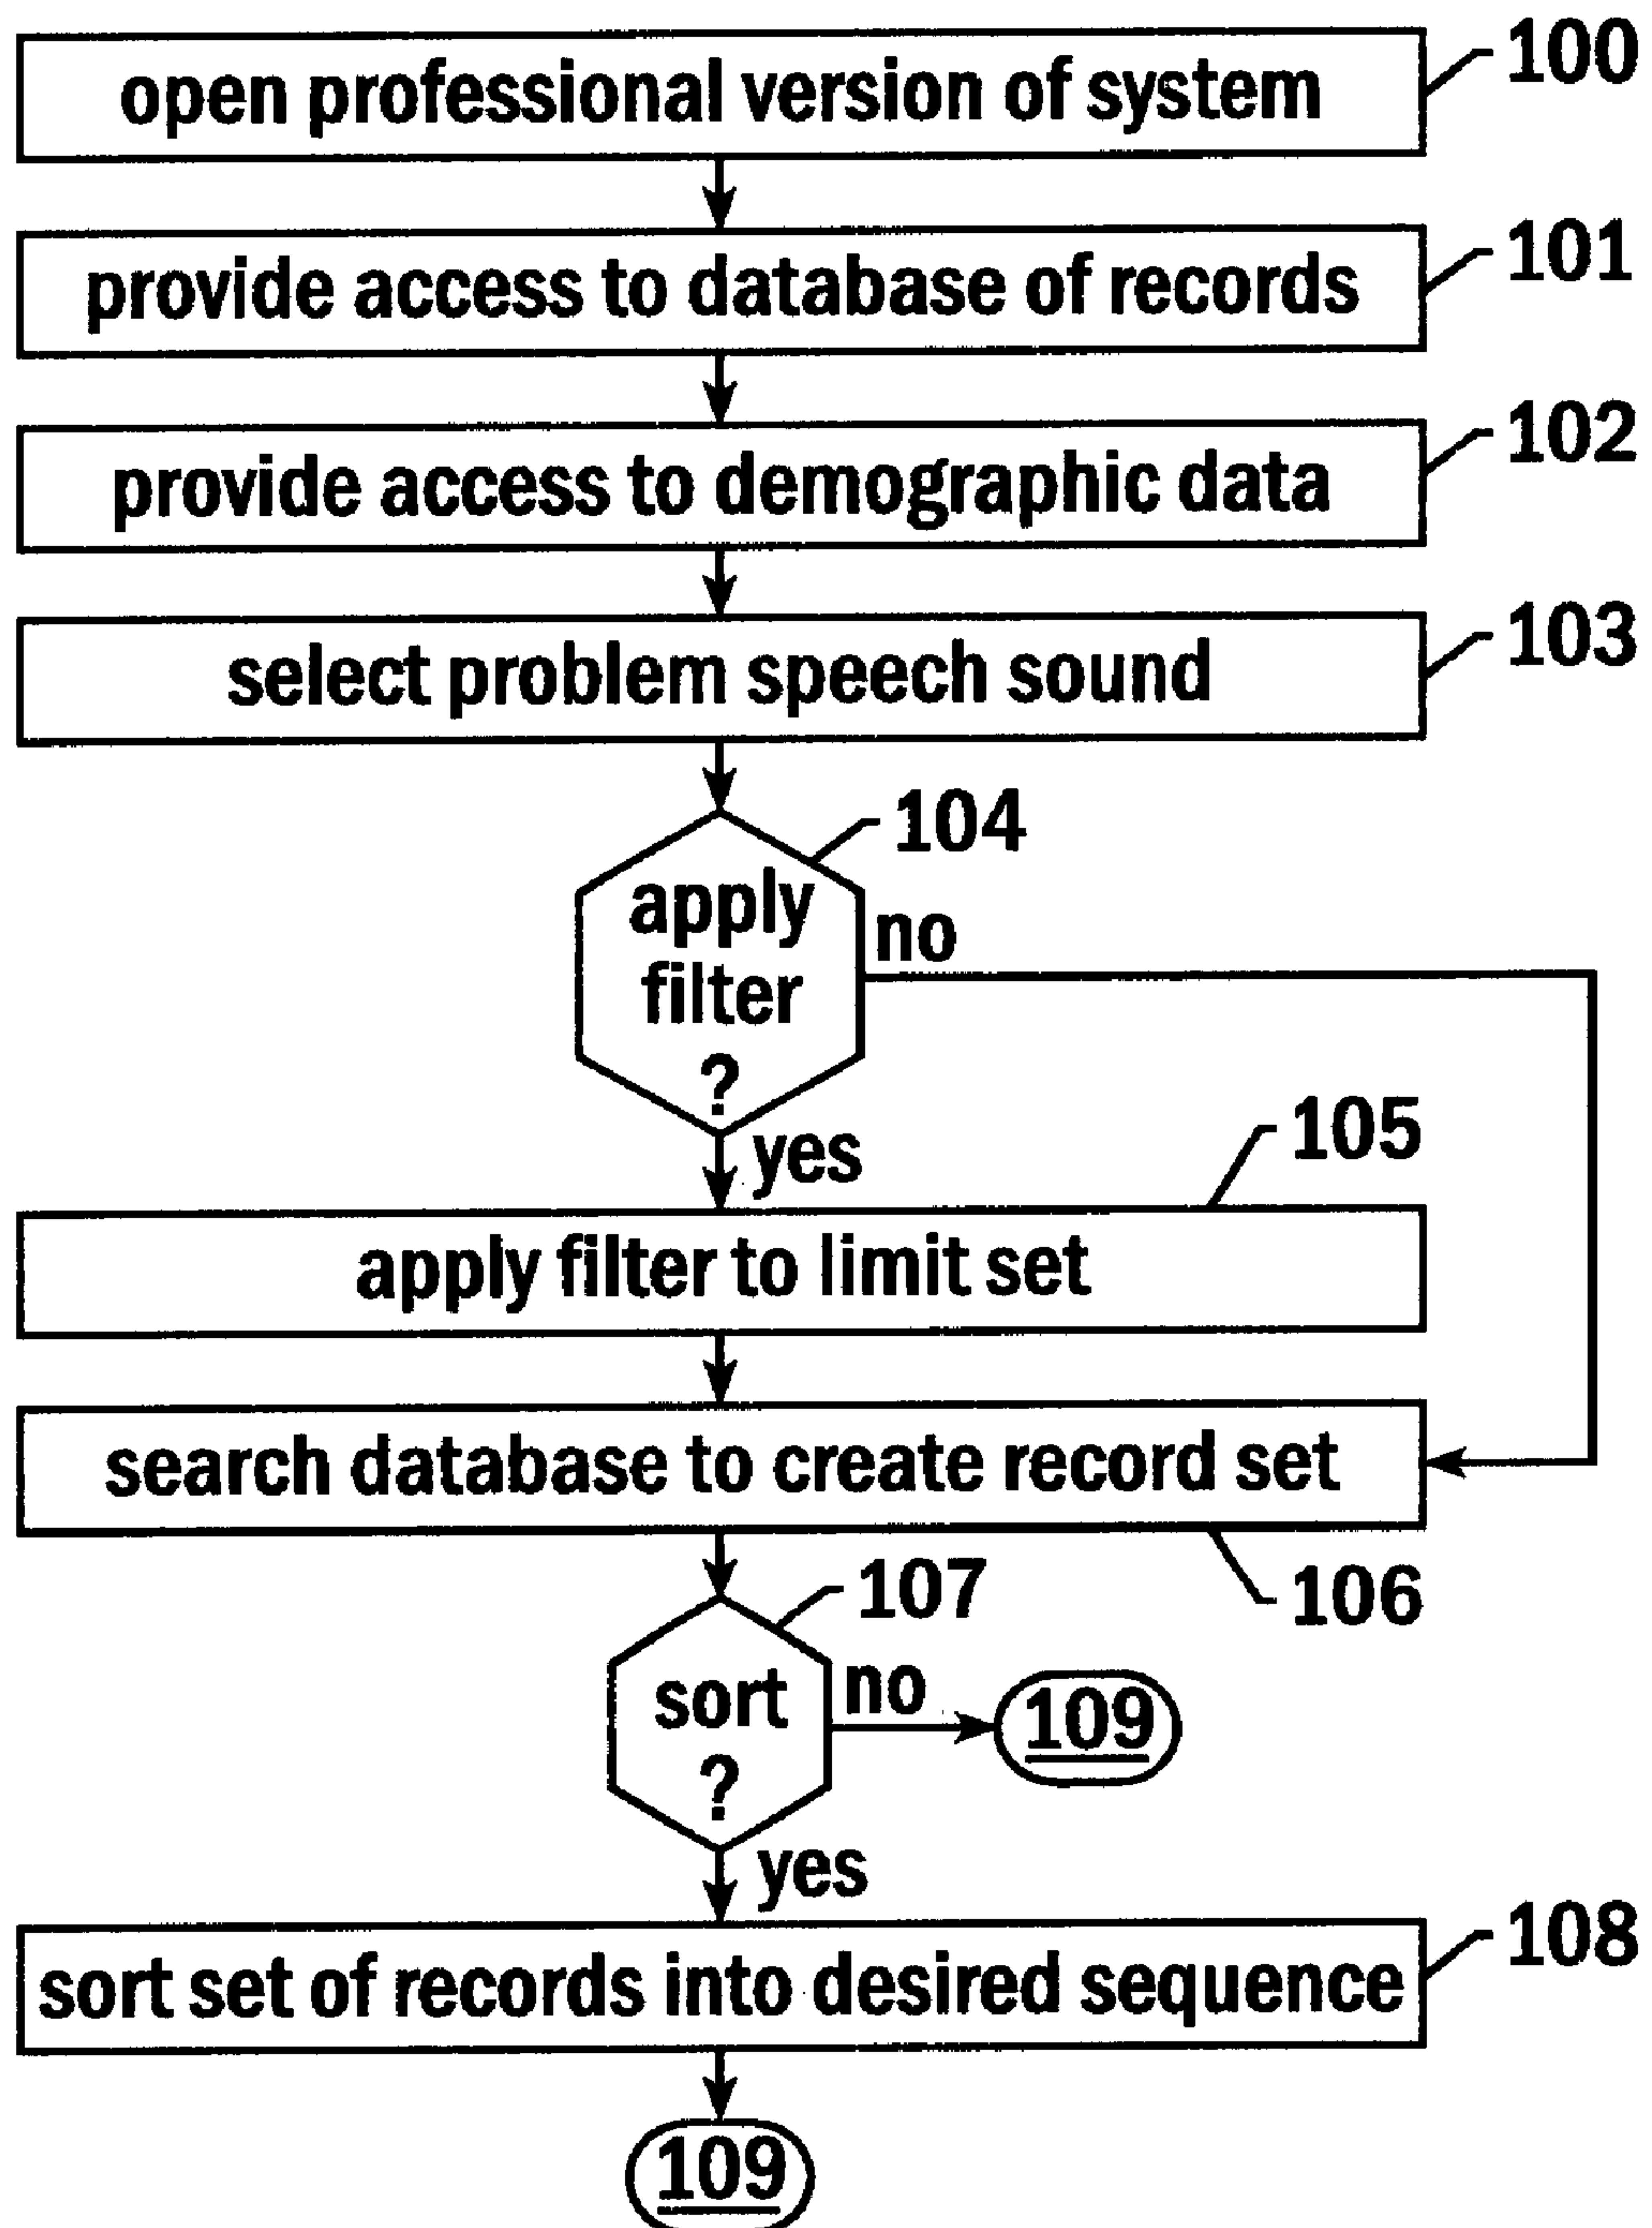 open professional version of system
100
provide access to database of records
101
provide access to demographic data
102
select problem speech sound
103
104
apply
filter
?
no
yes
105
apply filter to limit set
search database to create record set
106
107
sort
?
no
109
yes
108
sort set of records into desired sequence
109